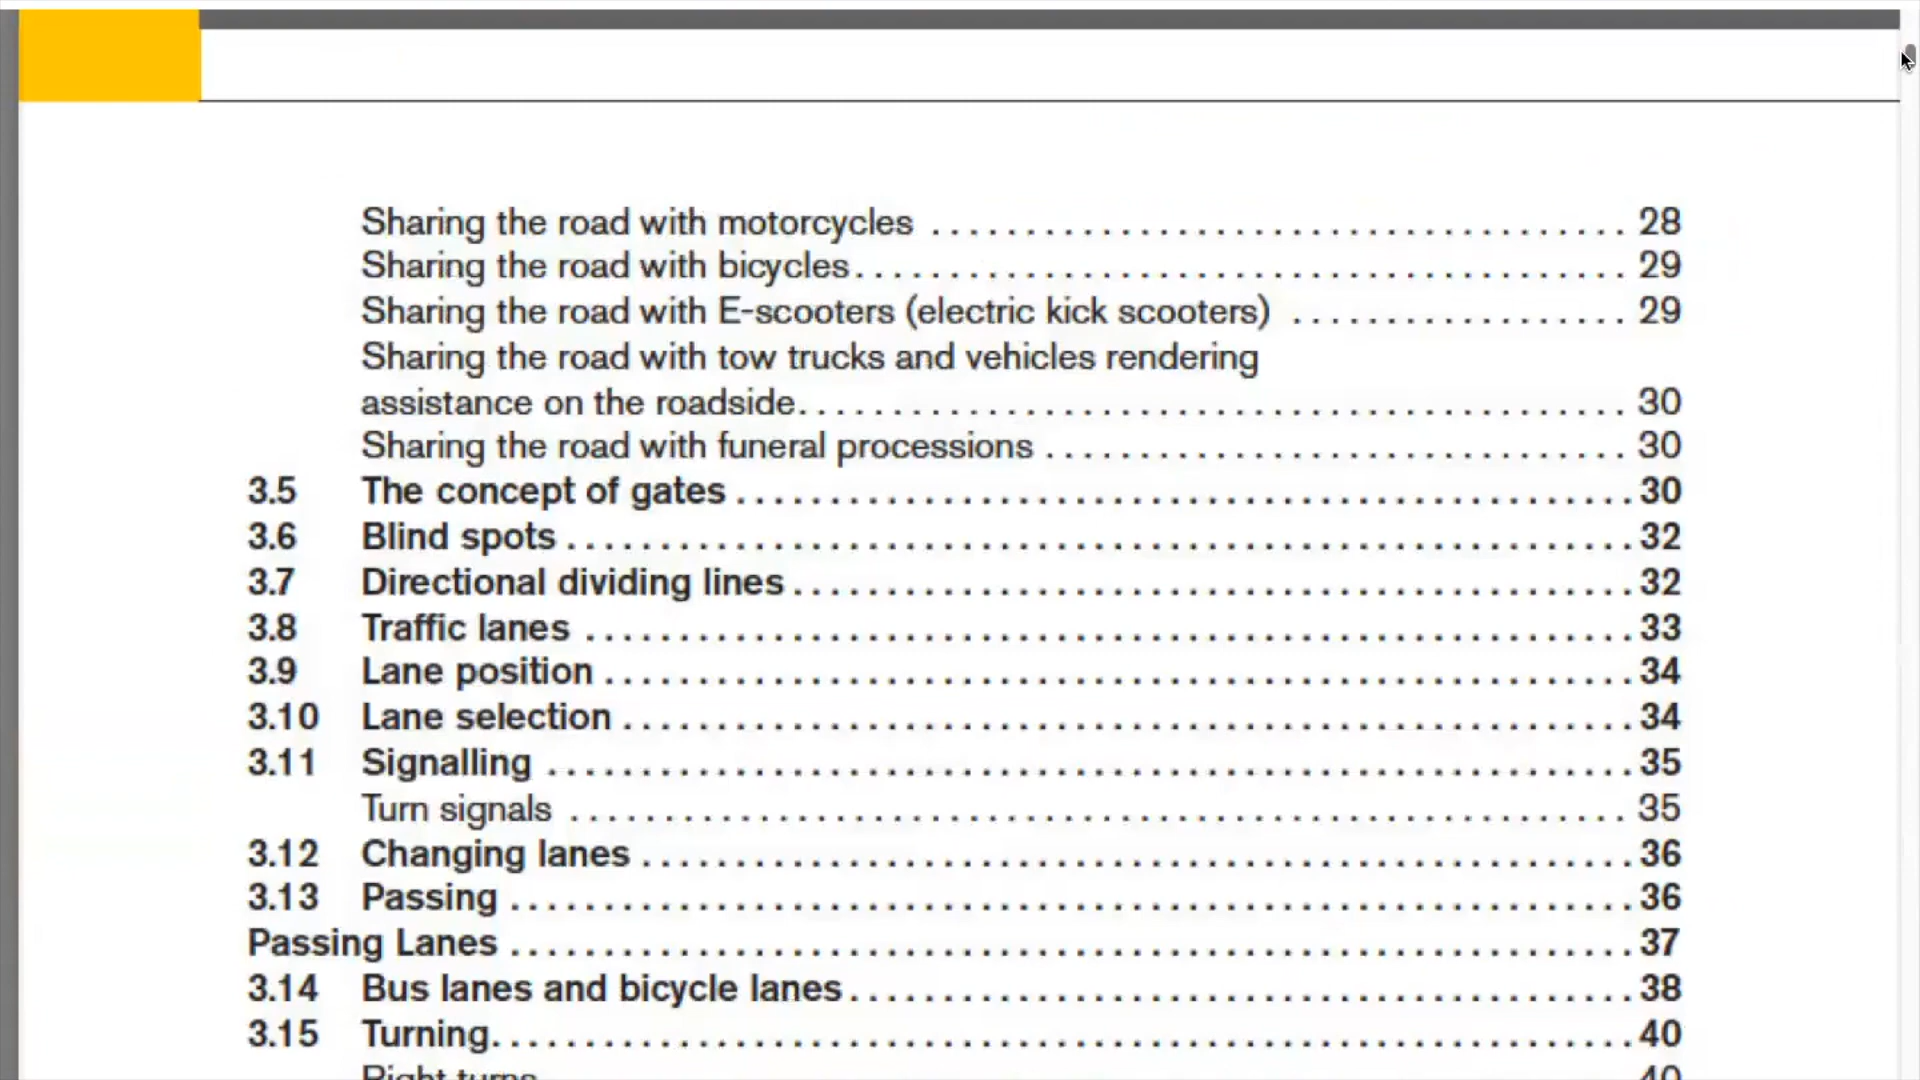 Sharing the road with motorcycles . . . . . . . . . . . . . . . . . . . . . . . . . . . . . . . . . . . . . 28
Sharing the road with bicycles. . . . . . . . . . . . . . . . . . . . . . . . . . . . . . . . . . . . . . . . . 29
Sharing the road with E-scooters (electric kick scooters) . . . . . . . . . . . . . . . . . . 29
Sharing the road with tow trucks and vehicles rendering
assistance on the roadside. . . . . . . . . . . . . . . . . . . . . . . . . . . . . . . . . . . . . . . . . . . . 30
Sharing the road with funeral processions . . . . . . . . . . . . . . . . . . . . . . . . . . . . . . . 30
3.5 The concept of gates . . . . . . . . . . . . . . . . . . . . . . . . . . . . . . . . . . . . . . . . . . . . . . . . 30
3.6 Blind spots . . . . . . . . . . . . . . . . . . . . . . . . . . . . . . . . . . . . . . . . . . . . . . . . . . . . . . . . . 32
3.7 Directional dividing lines . . . . . . . . . . . . . . . . . . . . . . . . . . . . . . . . . . . . . . . . . . . . . 32
3.8 Traffic lanes . . . . . . . . . . . . . . . . . . . . . . . . . . . . . . . . . . . . . . . . . . . . . . . . . . . . . . . . 33
3.9 Lane position . . . . . . . . . . . . . . . . . . . . . . . . . . . . . . . . . . . . . . . . . . . . . . . . . . . . . . . 34
3.10 Lane selection . . . . . . . . . . . . . . . . . . . . . . . . . . . . . . . . . . . . . . . . . . . . . . . . . . . . . . 34
3.11 Signalling . . . . . . . . . . . . . . . . . . . . . . . . . . . . . . . . . . . . . . . . . . . . . . . . . . . . . . . . . . 35
Turn signals . . . . . . . . . . . . . . . . . . . . . . . . . . . . . . . . . . . . . . . . . . . . . . . . . . . . . . . . 35
3.12 Changing lanes . . . . . . . . . . . . . . . . . . . . . . . . . . . . . . . . . . . . . . . . . . . . . . . . . . . . . 36
3.13 Passing . . . . . . . . . . . . . . . . . . . . . . . . . . . . . . . . . . . . . . . . . . . . . . . . . . . . . . . . . . . . 36
Passing Lanes . . . . . . . . . . . . . . . . . . . . . . . . . . . . . . . . . . . . . . . . . . . . . . . . . . . . . . . . . . . . 37
3.14 Bus lanes and bicycle lanes . . . . . . . . . . . . . . . . . . . . . . . . . . . . . . . . . . . . . . . . . . 38
3.15 Turning. . . . . . . . . . . . . . . . . . . . . . . . . . . . . . . . . . . . . . . . . . . . . . . . . . . . . . . . . . . . . 40
Right turns 40